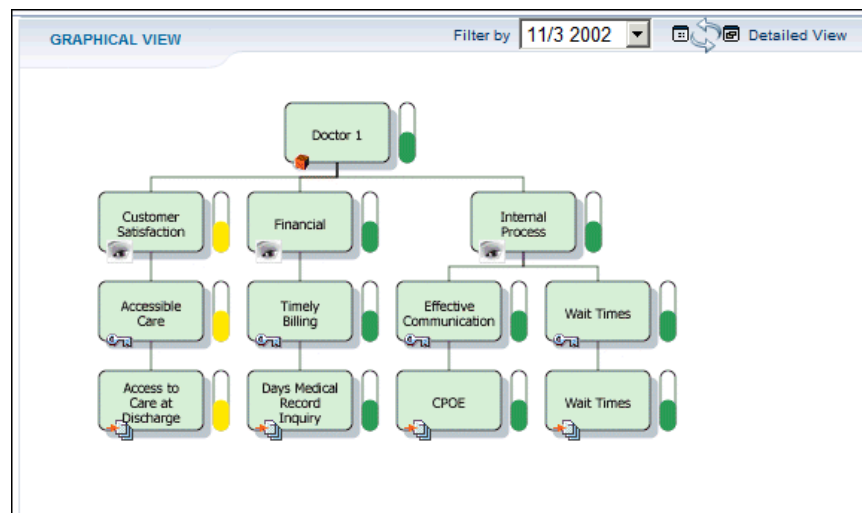 GRAPHICAL VIEW
Filter by 11/3 2002 Detailed View
Doctor 1
Customer
Satisfaction
Financial
Internal
Process
Accessible
Care
Timely
Billing
Effective
Communication
Wait Times
Access to
Care at
Discharge
Days Medical
Record
Inquiry
CPOE
Wait Times